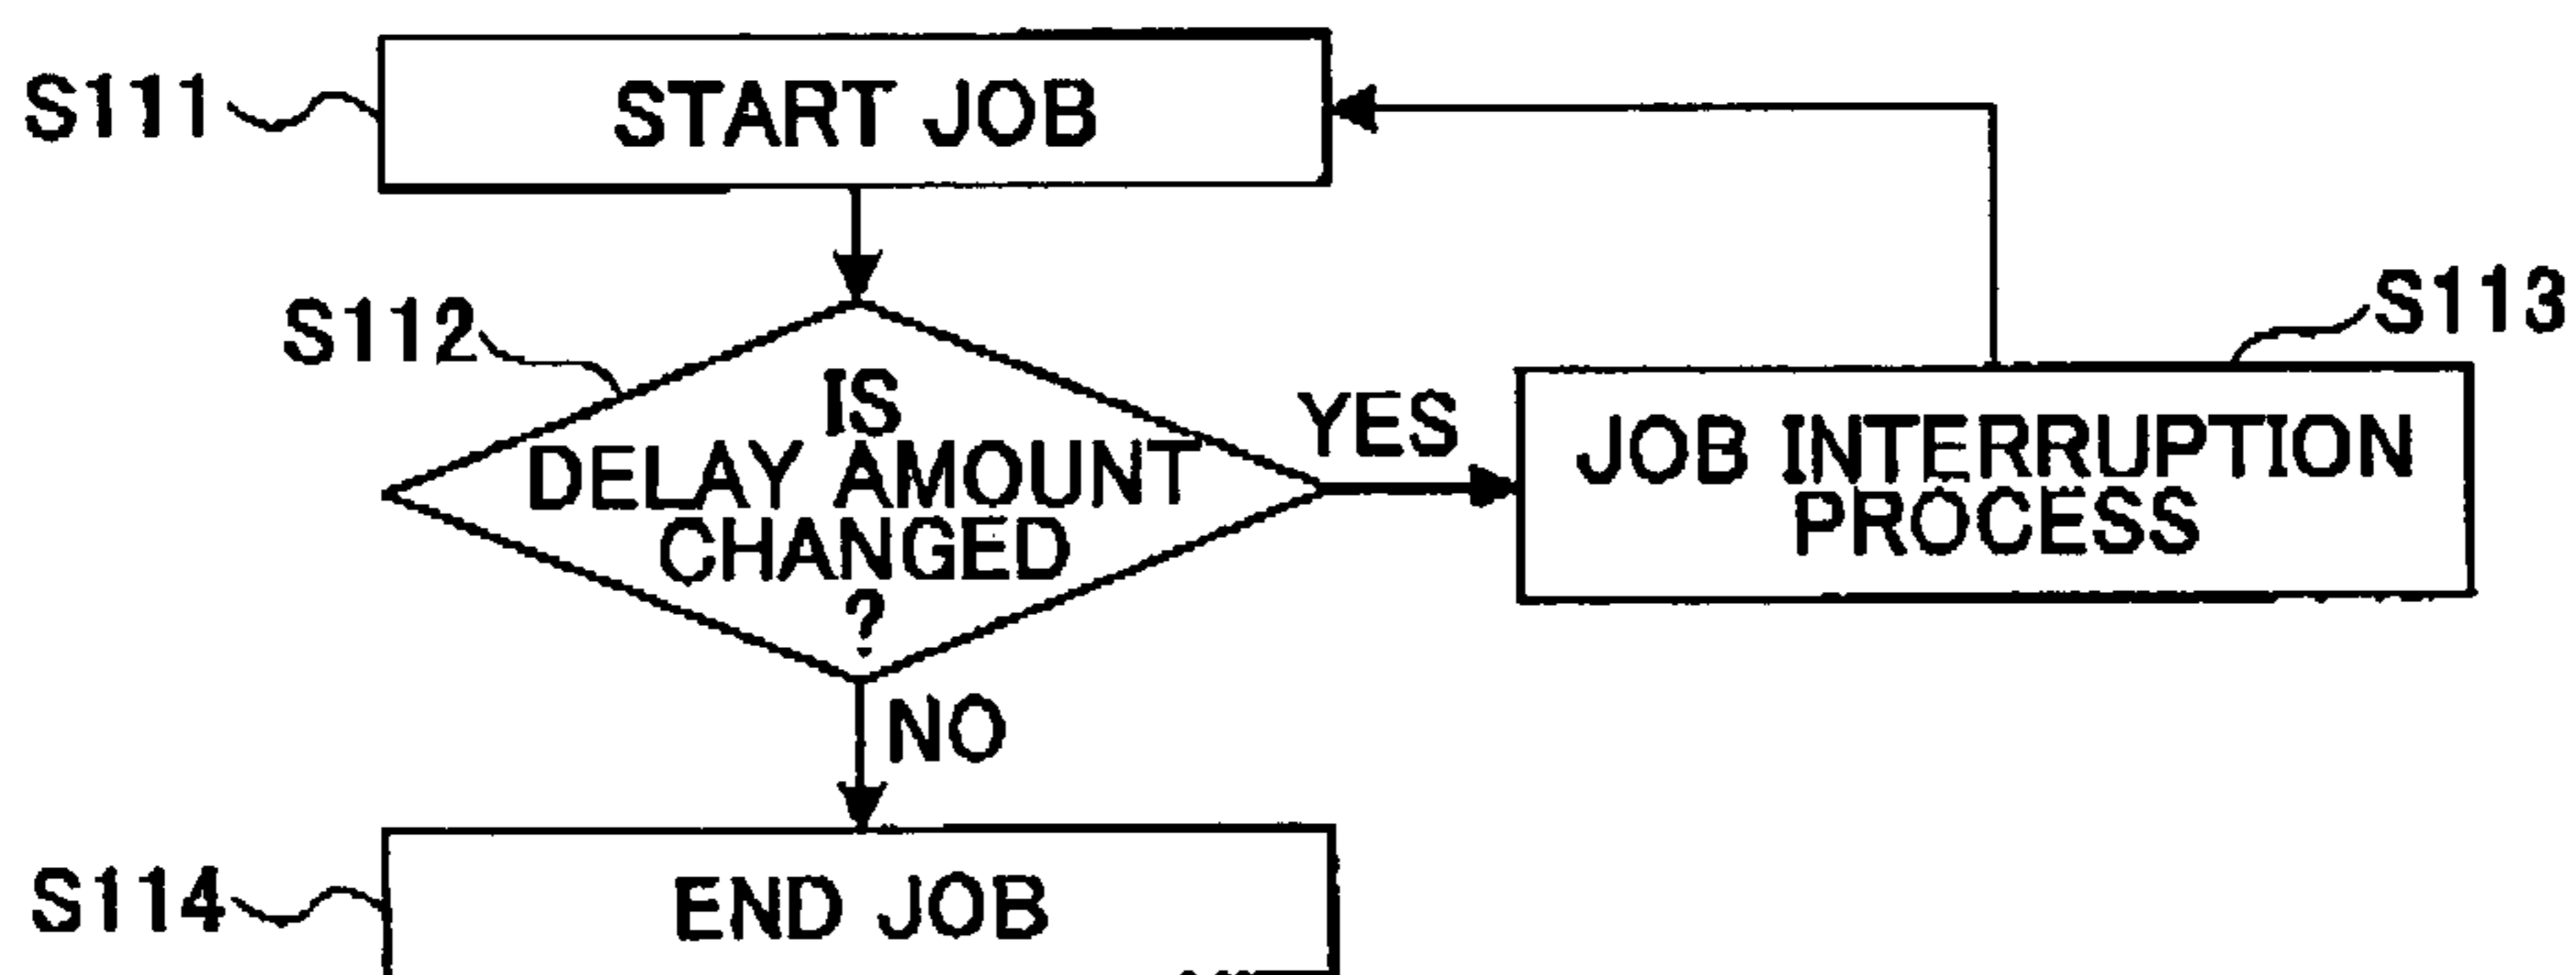 S111
START JOB
S112
IS
DELAY AMOUNT
CHANGED
?
YES
S113
JOB INTERRUPTION
PROCESS
NO
S114
END JOB